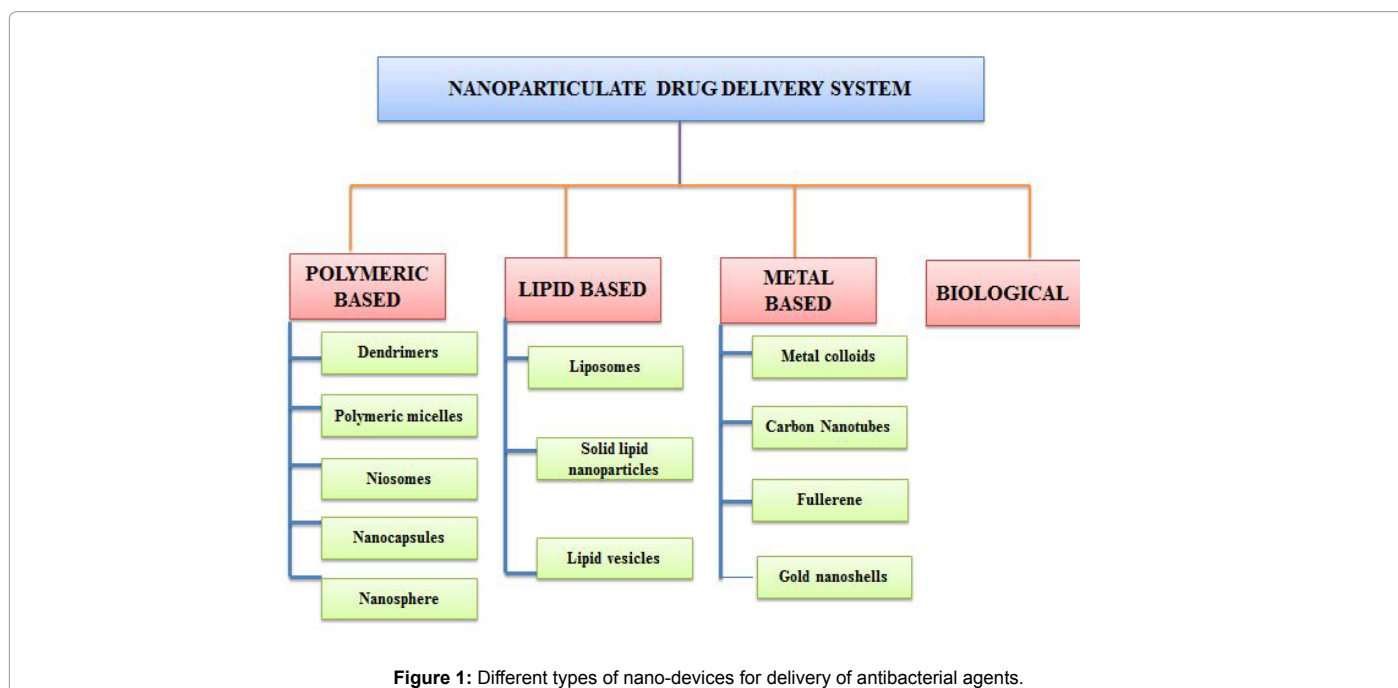 NANOPARTICULATE DRUG DELIVERY SYSTEM
POLYMERIC
BASED
Dendrimers
Polymeric micelles
Niosomes
Nanocapsules
Nanosphere
LIPID BASED
Liposomes
Solid lipid
nanoparticles
Lipid vesicles
METAL
BASED
Metal colloids
Carbon Nanotubes
Fullerene
Gold nanoshells
BIOLOGICAL
Figure 1: Different types of nano-devices for delivery of antibacterial agents.